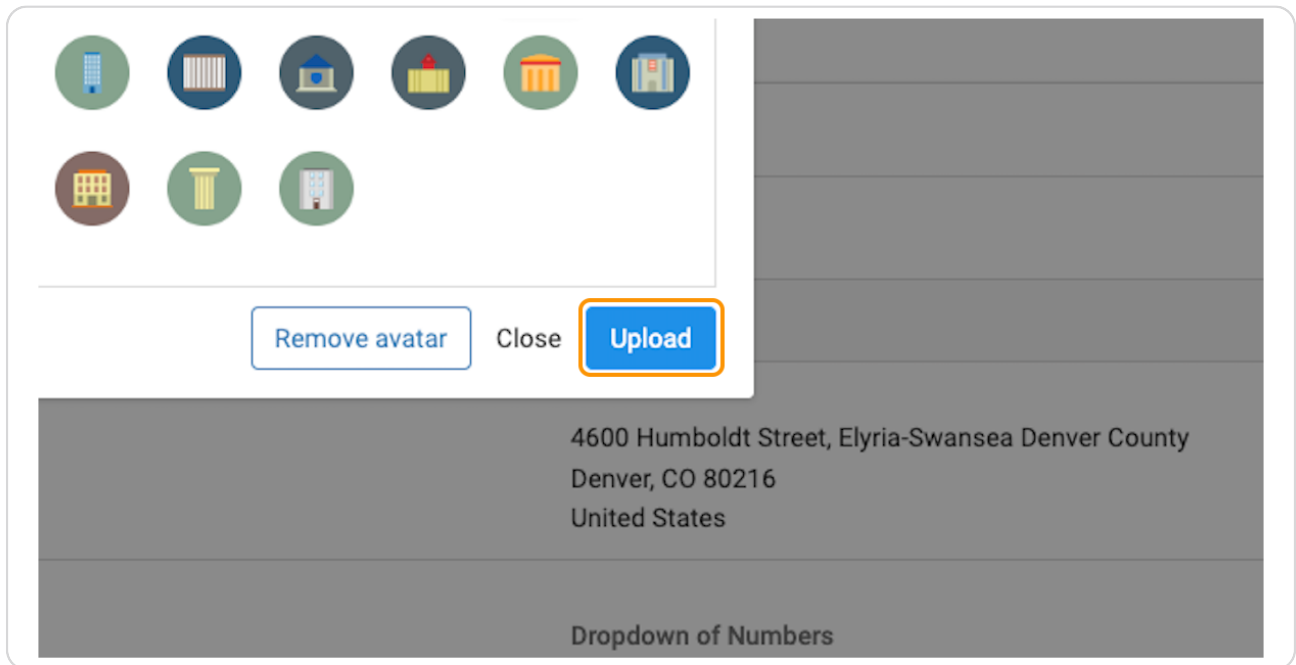 Remove avatar Close Upload
4600 Humboldt Street, Elyria-Swansea Denver County
Denver, CO 80216
United States
Dropdown of Numbers